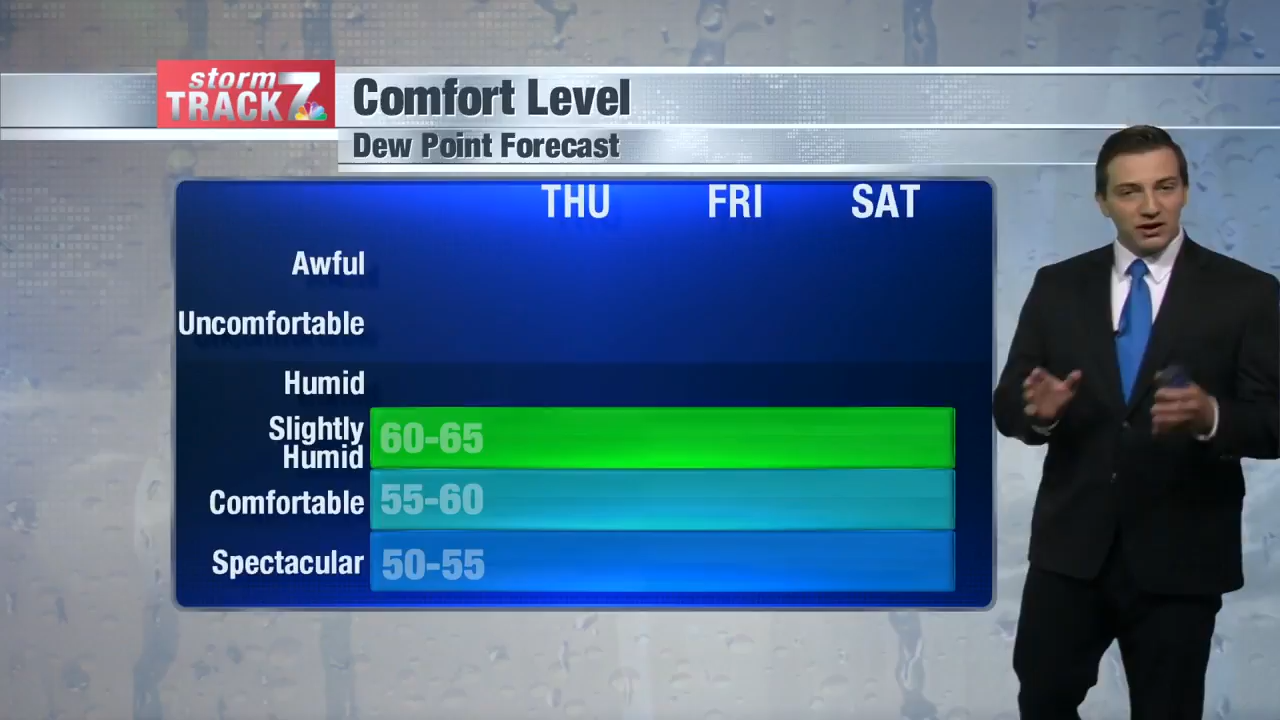 storm
TRACK 7
Comfort Level
Dew Point Forecast
THU FRI SAT
Awful
Uncomfortable
Humid
Slightly
Humid
60-65
Comfortable 55-60
Spectacular 50-55